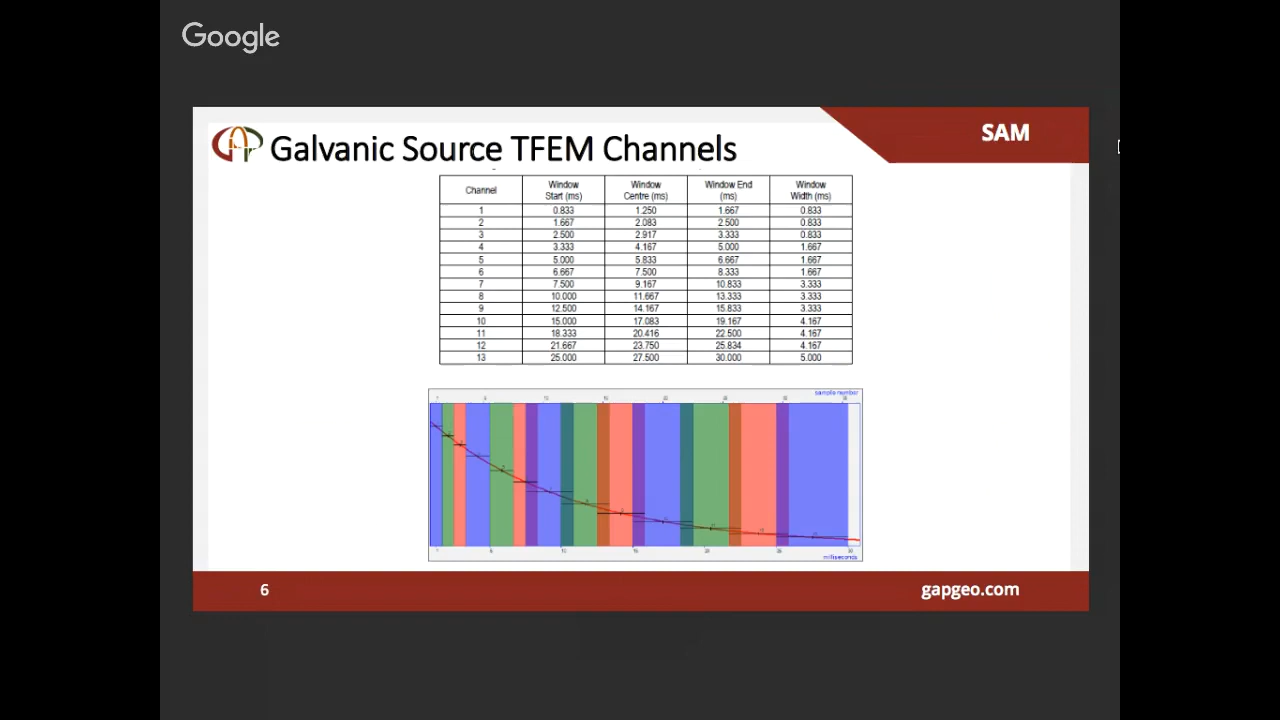 Google
SAM
Galvanic Source TFEM Channels
Channel Window Start (ms) Window Centre (ms) Window End (ms) Window Width (ms)
1 0.833 1.250 1.667 0.833
2 1.667 2.083 2.500 0.833
3 2.500 2.917 3.333 0.833
4 3.333 4.167 5.000 1.667
5 5.000 5.833 6.667 1.667
6 6.667 7.500 8.333 1.667
7 7.500 9.167 10.833 3.333
8 10.000 11.667 13.333 3.333
9 12.500 14.167 15.833 3.333
10 15.000 17.083 19.167 4.167
11 18.333 20.416 22.500 4.167
12 21.667 23.750 25.834 4.167
13 25.000 27.500 30.000 5.000
sample number
milliseconds
6 gapgeo.com